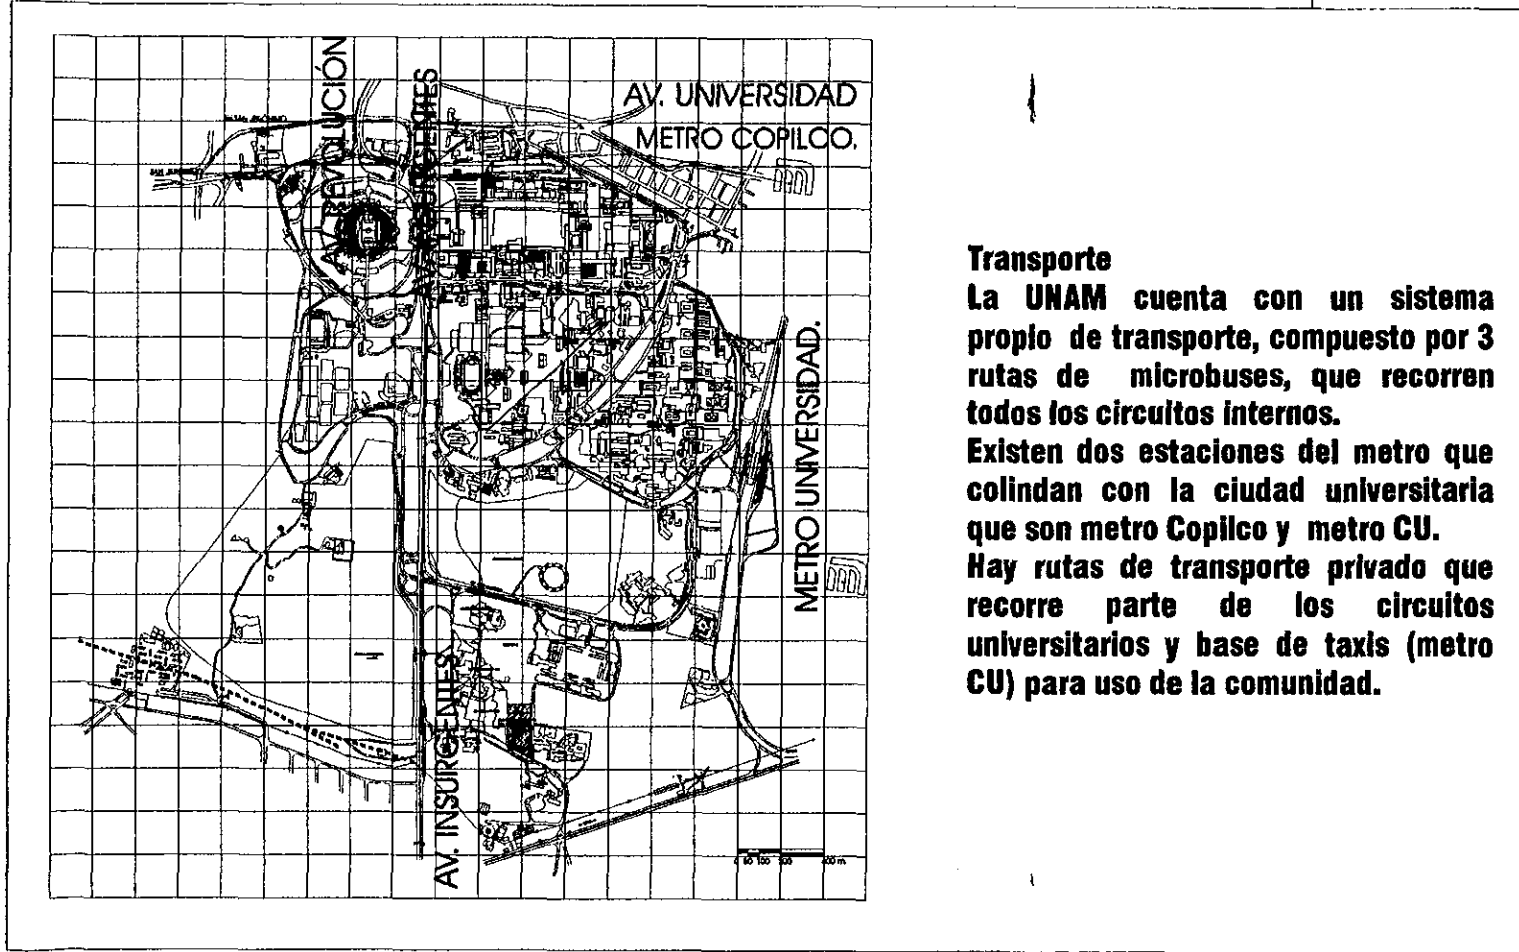 AV. REVOLUCIÓN
AV. INSURGENTES
AV. UNIVERSIDAD
METRO COPILCO.
METRO UNIVERSIDAD.
AV. INSURGENTES
Transporte
La UNAM cuenta con un sistema
propio de transporte, compuesto por 3
rutas de microbuses, que recorren
todos los circuitos internos.
Existen dos estaciones del metro que
colindan con la ciudad universitaria
que son metro Copilco y metro CU.
Hay rutas de transporte privado que
recorre parte de los circuitos
universitarios y base de taxis (metro
CU) para uso de la comunidad.